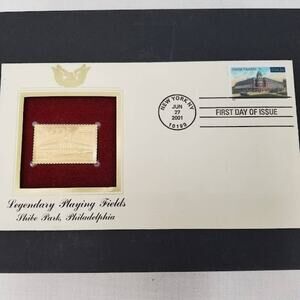 NEW YORK, NY
JUN
27
2001
10199
FIRST DAY OF ISSUE
Legendary Playing Fields
Shibe Park, Philadelphia